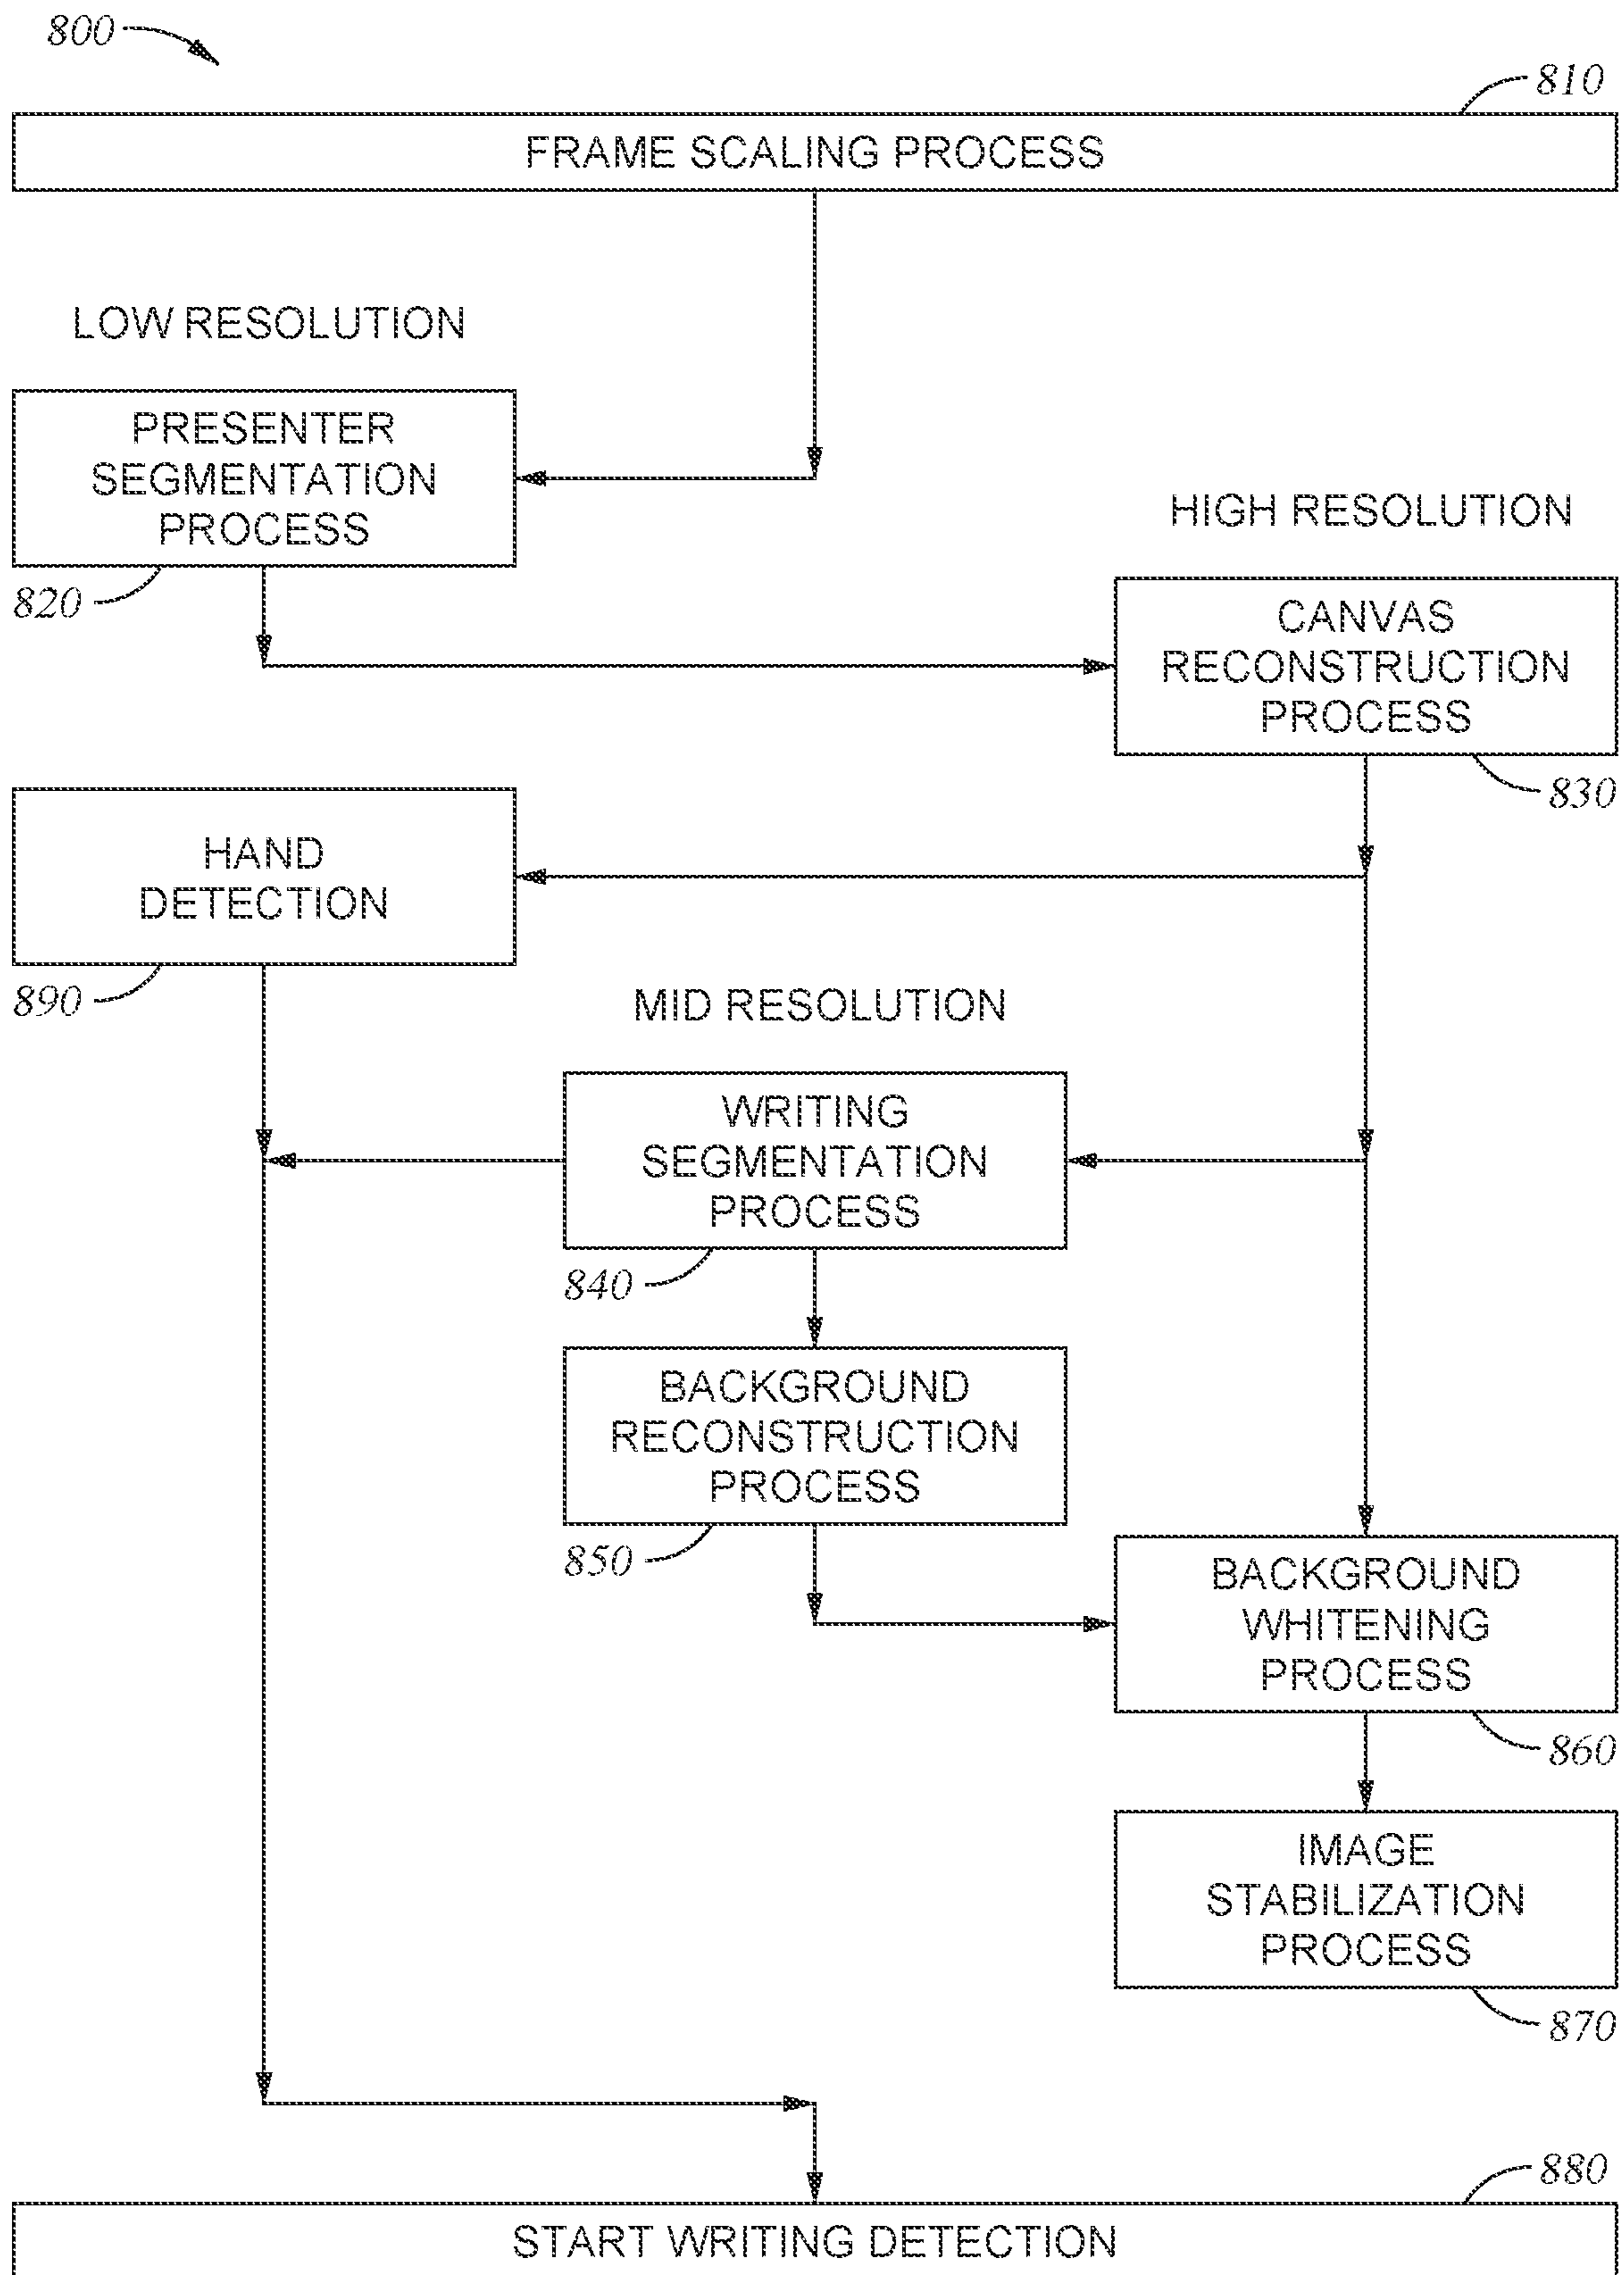 800
810
FRAME SCALING PROCESS
LOW RESOLUTION
PRESENTER
SEGMENTATION
PROCESS
820
HIGH RESOLUTION
CANVAS
RECONSTRUCTION
PROCESS
830
HAND
DETECTION
890
MID RESOLUTION
WRITING
SEGMENTATION
PROCESS
840
BACKGROUND
RECONSTRUCTION
PROCESS
850
BACKGROUND
WHITENING
PROCESS
860
IMAGE
STABILIZATION
PROCESS
870
880
START WRITING DETECTION